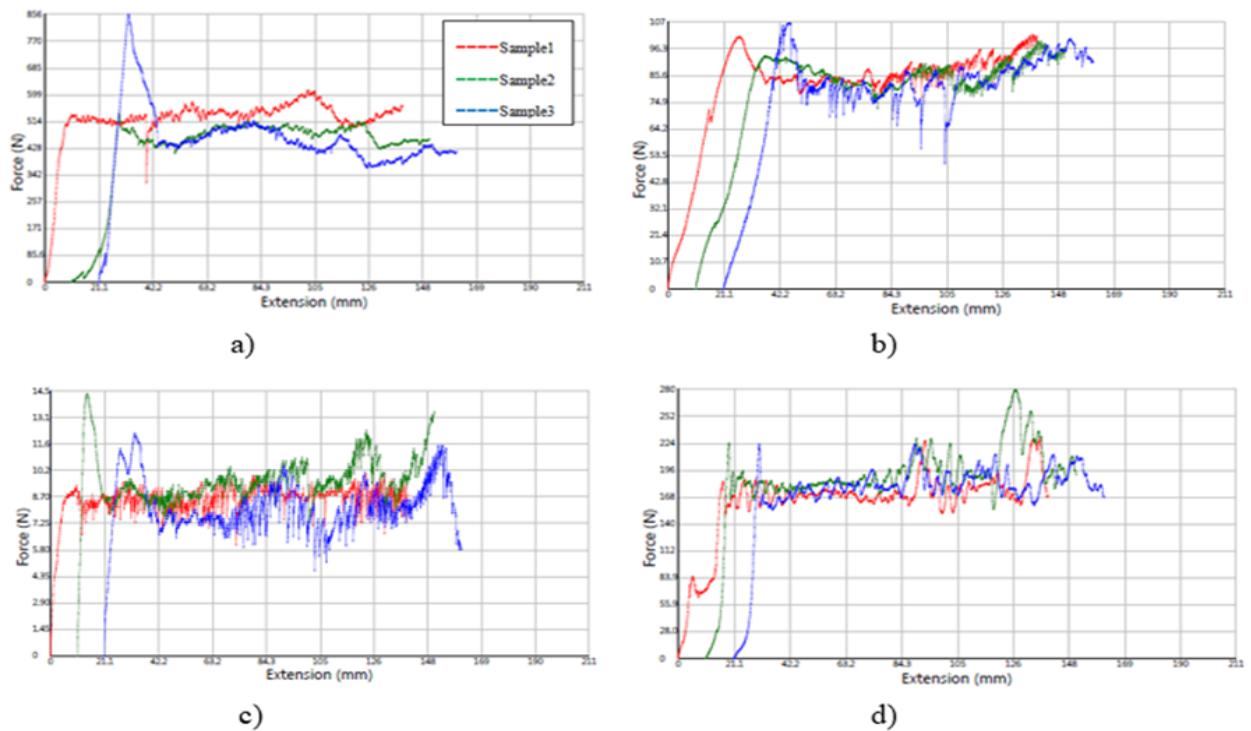 856
770
685
599
514
428
342
257
171
85.6
0
Force (N)
0 21.1 42.2 63.2 84.3 105 126 148 169 190 211
Extension (mm)
Sample1
Sample2
Sample3
a)
107
96.3
85.6
74.9
64.2
53.5
42.8
32.1
21.4
10.7
0
Force (N)
0 21.1 42.2 63.2 84.3 105 126 148 169 190 211
Extension (mm)
b)
14.5
13.1
11.6
10.2
8.70
7.25
5.80
4.35
2.90
1.45
0
Force (N)
0 21.1 42.2 63.2 84.3 105 126 148 169 190 211
Extension (mm)
c)
280
252
224
196
168
140
112
83.9
55.9
28.0
0
Force (N)
0 21.1 42.2 63.2 84.3 105 126 148 169 190 211
Extension (mm)
d)